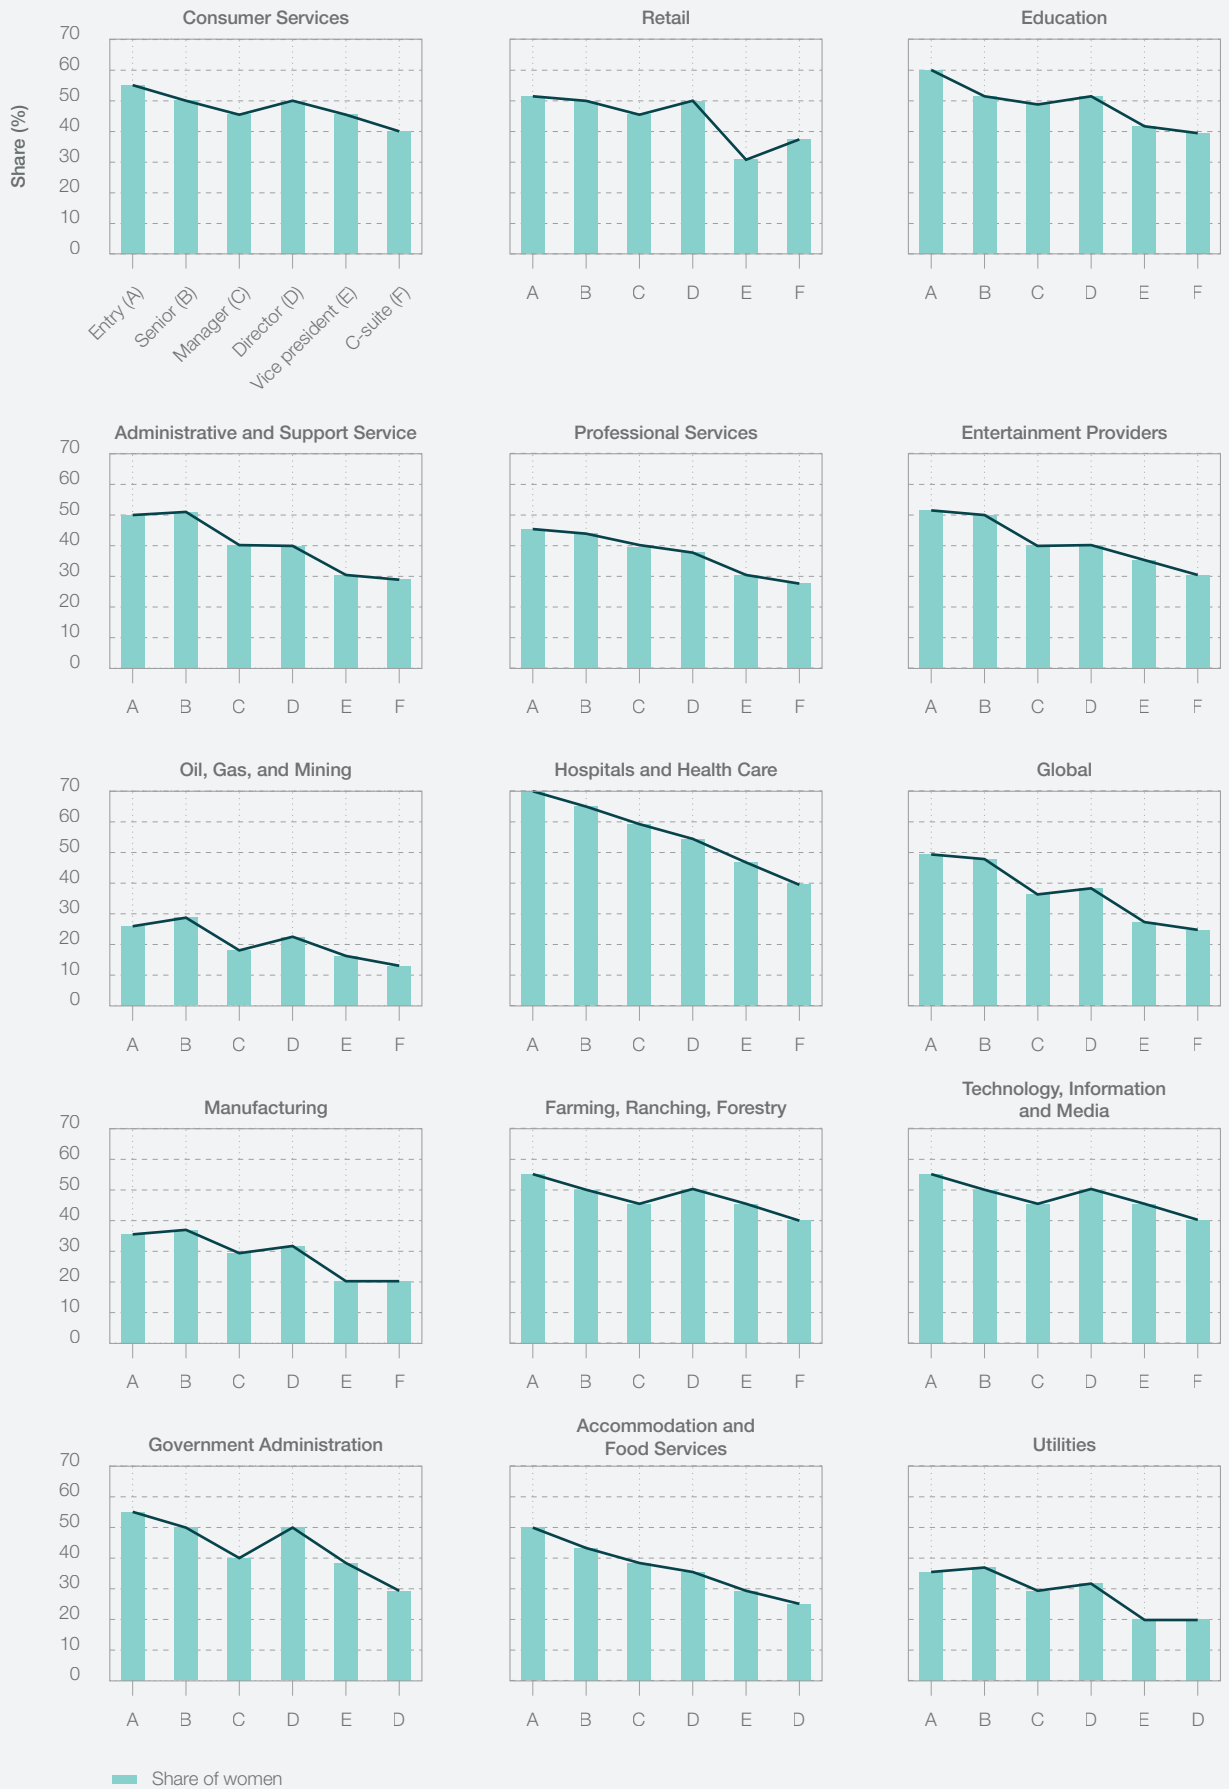 Consumer Services
Retail
Education
Share (%)
70
60
50
40
30
20
10
0
Entry (A)
Senior (B)
Manager (C)
Director (D)
Vice president (E)
C-suite (F)
A B C D E F
A B C D E F
Administrative and Support Service
Professional Services
Entertainment Providers
70
60
50
40
30
20
10
0
A B C D E F
A B C D E F
A B C D E F
Oil, Gas, and Mining
Hospitals and Health Care
Global
70
60
50
40
30
20
10
0
A B C D E F
A B C D E F
A B C D E F
Manufacturing
Farming, Ranching, Forestry
Technology, Information
and Media
70
60
50
40
30
20
10
0
A B C D E F
A B C D E F
A B C D E F
Government Administration
Accommodation and
Food Services
Utilities
70
60
50
40
30
20
10
0
A B C D E D
A B C D E D
A B C D E D
Share of women